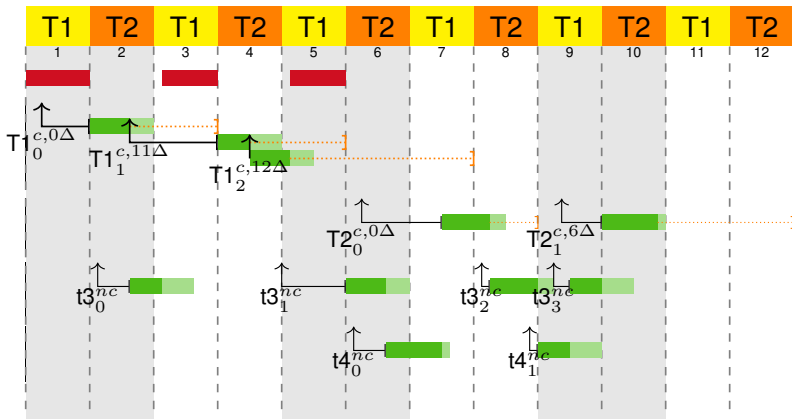 T1 T2 T1 T2 T1 T2 T1 T2 T1 T2 T1 T2
1 2 3 4 5 6 7 8 9 10 11 12
T1_0^{c,0Δ}
T1_1^{c,11Δ}
T1_2^{c,12Δ}
T2_0^{c,0Δ} T2_1^{c,6Δ}
t3_0^{nc} t3_1^{nc} t3_2^{nc} t3_3^{nc}
t4_0^{nc} t4_1^{nc}